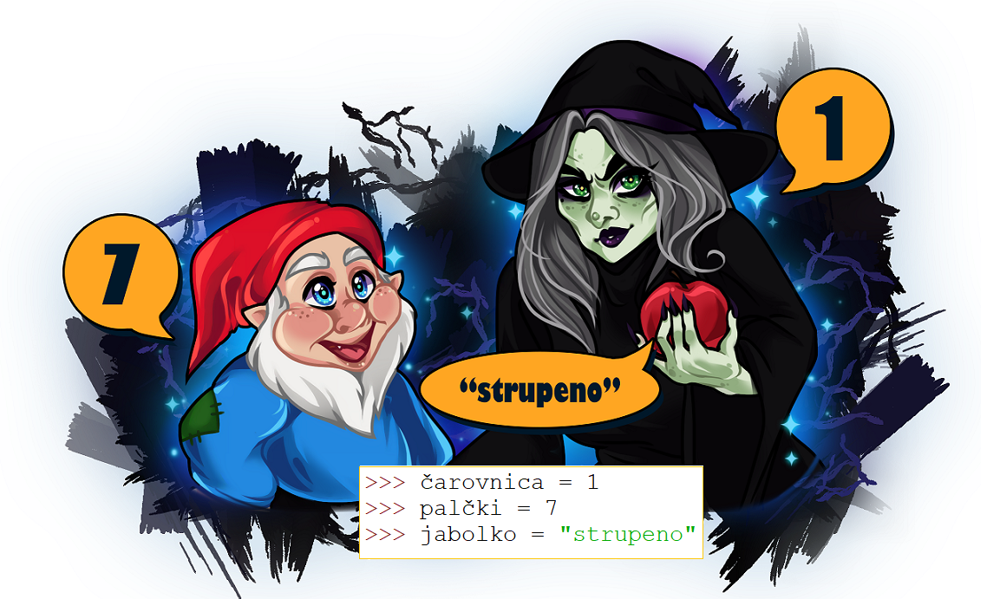 1
7
“strupeno”
>>> čarovnica = 1
>>> palčki = 7
>>> jabolko = "strupeno"